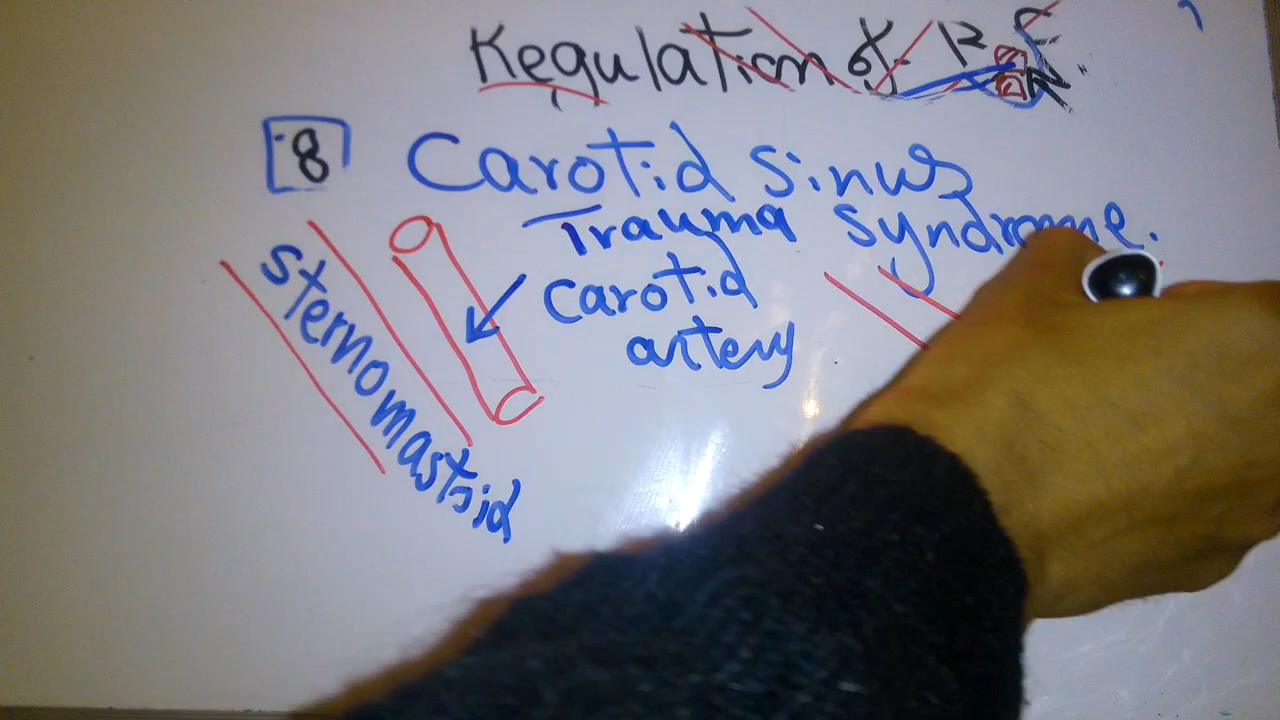 Regulation of
8 Carotid sinus
Trauma syndrome.
Carotid
artery
sternomastoid